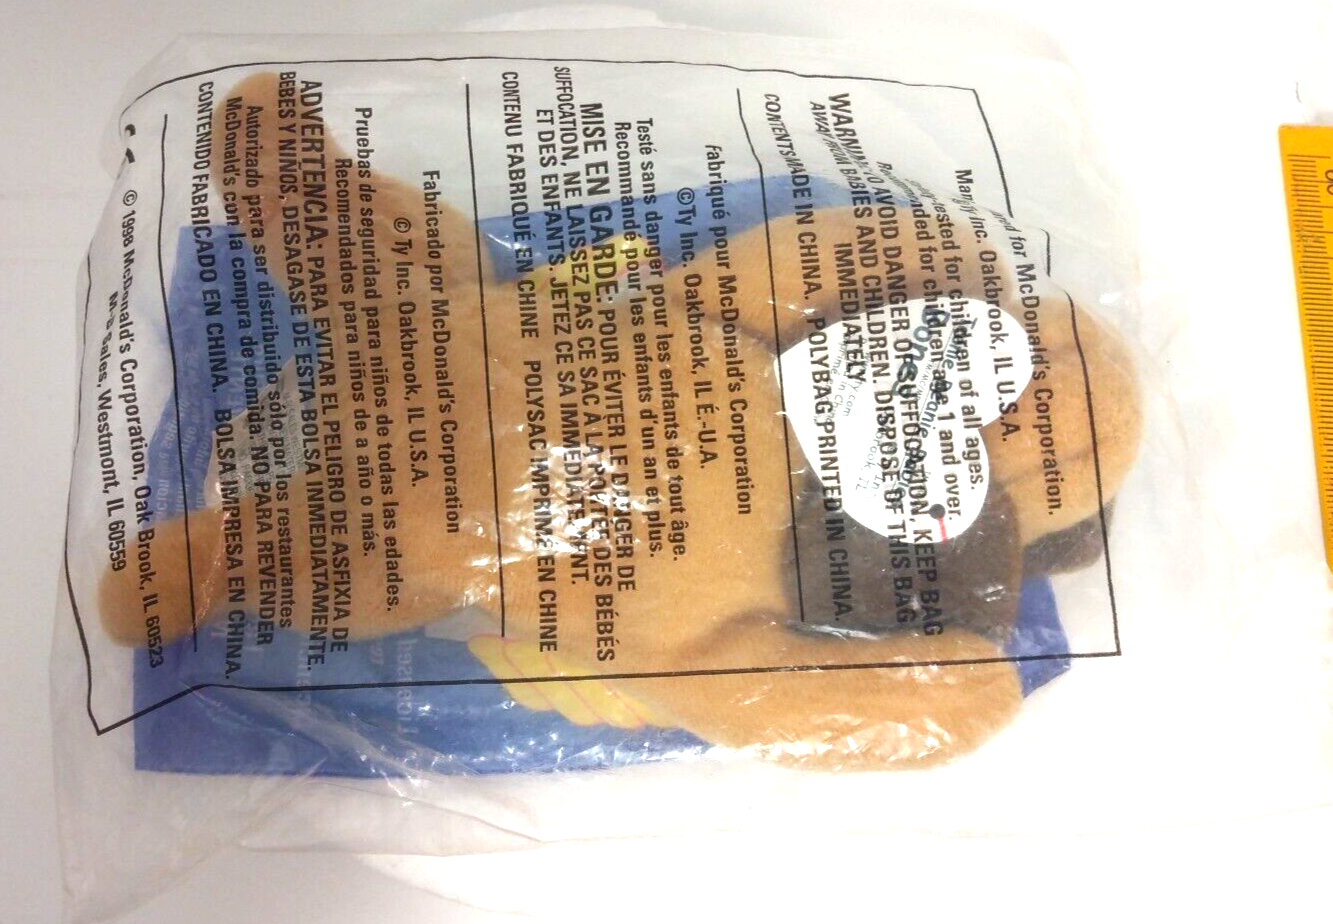 for McDonald's Corporation.
Inc. Oakbrook, IL U.S.A.
tested for children of all ages.
for children age 1 and over.
WARNING: TO AVOID DANGER OF SUFFOCATION, KEEP BAG
AWAY FROM BABIES AND CHILDREN. DISPOSE OF THIS BAG
IMMEDIATELY.
CONTENTS MADE IN CHINA. POLYBAG PRINTED IN CHINA.
Fabriqué pour McDonald's Corporation
©Ty Inc. Oakbrook, IL É.-U.A.
Testé sans danger pour les enfants de tout âge.
Recommandé pour les enfants d'un an et plus.
MISE EN GARDE: POUR ÉVITER LE DANGER DE
SUFFOCATION, NE LAISSEZ PAS CE SAC À LA PORTÉE DES BÉBÉS
ET DES ENFANTS. JETEZ CE SA IMMEDIATEMENT.
CONTENU FABRIQUÉ EN CHINE POLYSAC IMPRIMÉ EN CHINE
Fabricado por McDonald's Corporation
© Ty Inc. Oakbrook, IL U.S.A.
Pruebas de seguridad para niños de todas las edades.
Recomendados para niños de a año o más.
ADVERTENCIA: PARA EVITAR EL PELIGRO DE ASFIXIA DE
BEBES Y NIÑOS, DESAGASE DE ESTA BOLSA INMEDIATAMENTE.
Autorizado para ser distribuido sólo por los restaurantes
McDonald's con la compra de comida. NO PARA REVENDER
CONTENIDO FABRICADO EN CHINA. BOLSA IMPRESA EN CHINA.
© 1998 McDonald's Corporation, Oak Brook, IL 60523
M-B Sales, Westmont, IL 60559